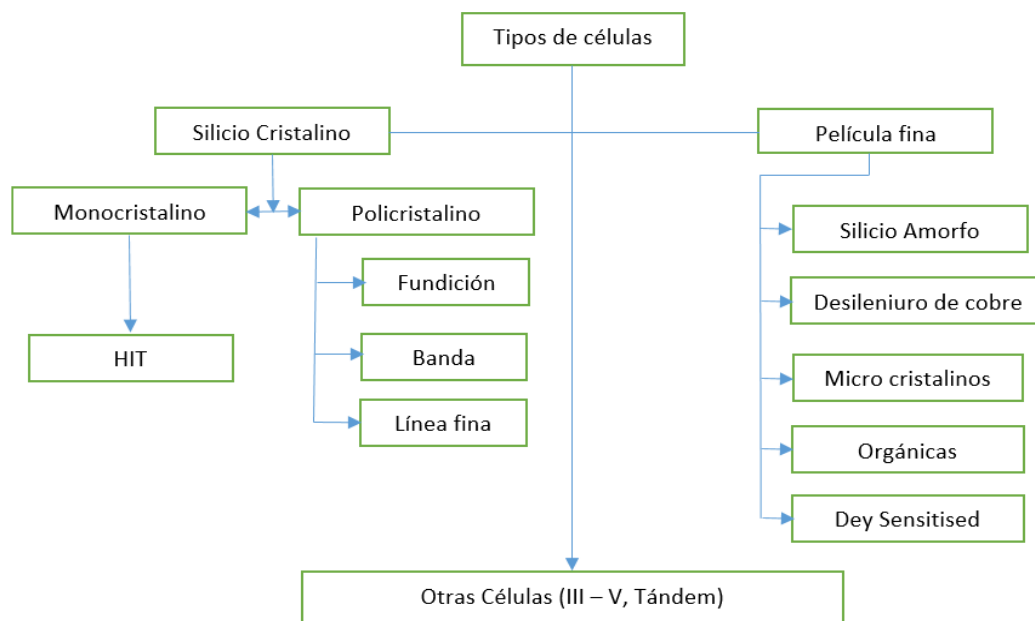 Tipos de células
Silicio Cristalino
Película fina
Monocristalino
Policristalino
Silicio Amorfo
Fundición
Desileniuro de cobre
HIT
Banda
Micro cristalinos
Línea fina
Orgánicas
Dey Sensitised
Otras Células (III – V, Tándem)